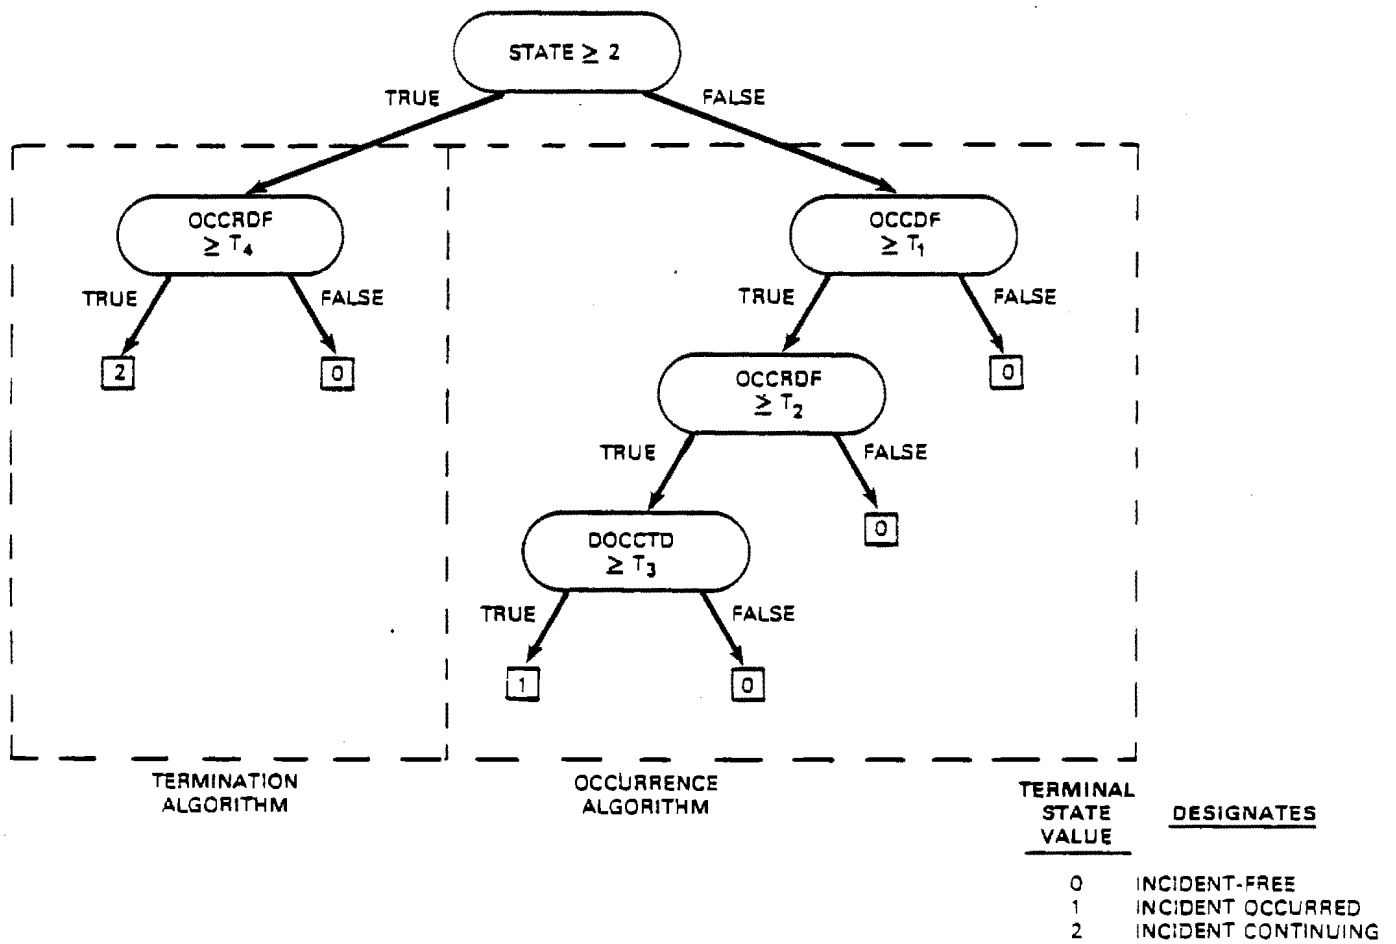 STATE ≥ 2
TRUE
FALSE
OCCRDF
≥ T4
OCCDF
≥ T1
TRUE
FALSE
TRUE
FALSE
2
0
OCCRDF
≥ T2
0
TRUE
FALSE
DOCCTD
≥ T3
0
TRUE
FALSE
1
0
TERMINATION
ALGORITHM
OCCURRENCE
ALGORITHM
TERMINAL
STATE
VALUE
DESIGNATES
0 INCIDENT-FREE
1 INCIDENT OCCURRED
2 INCIDENT CONTINUING